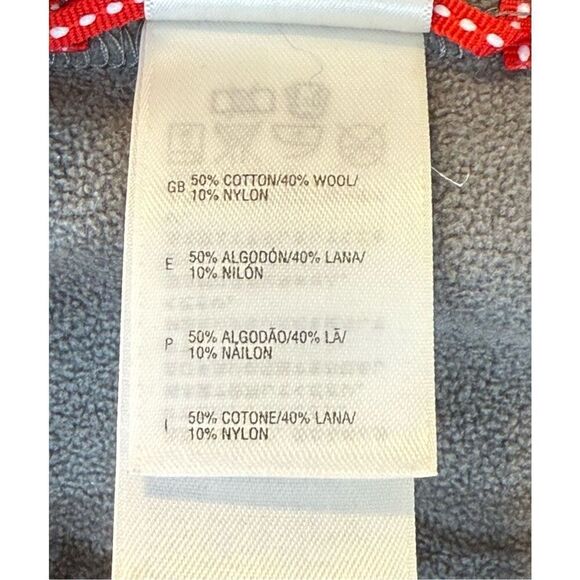 GB 50% COTTON/40% WOOL/
10% NYLON
E 50% ALGODÓN/40% LANA/
10% NILÓN
P 50% ALGODÃO/40% LÃ/
10% NÁILON
I 50% COTONE/40% LANA/
10% NYLON